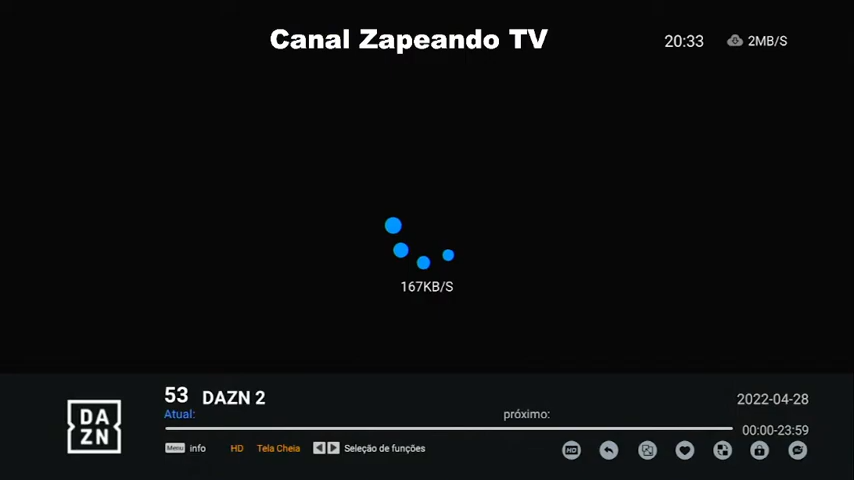 Canal Zapeando TV
20:33
2MB/S
167KB/S
DA
ZN
53 DAZN 2
2022-04-28
Atual:
próximo:
00:00-23:59
Menu info
HD
Tela Cheia
Seleção de funções
HD